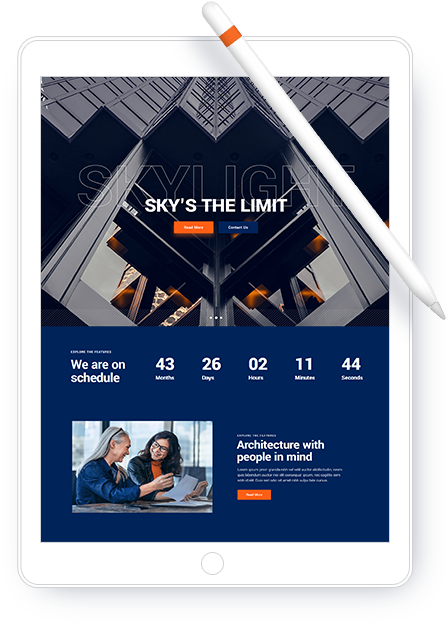 SKYLIGHT
SKY'S THE LIMIT
Read More
Contact Us
EXPLORE THE FEATURES
We are on
schedule
43
26
02
11
44
Months
Days
Hours
Minutes
Seconds
EXPLORE THE FEATURES
Architecture with
people in mind
Read More